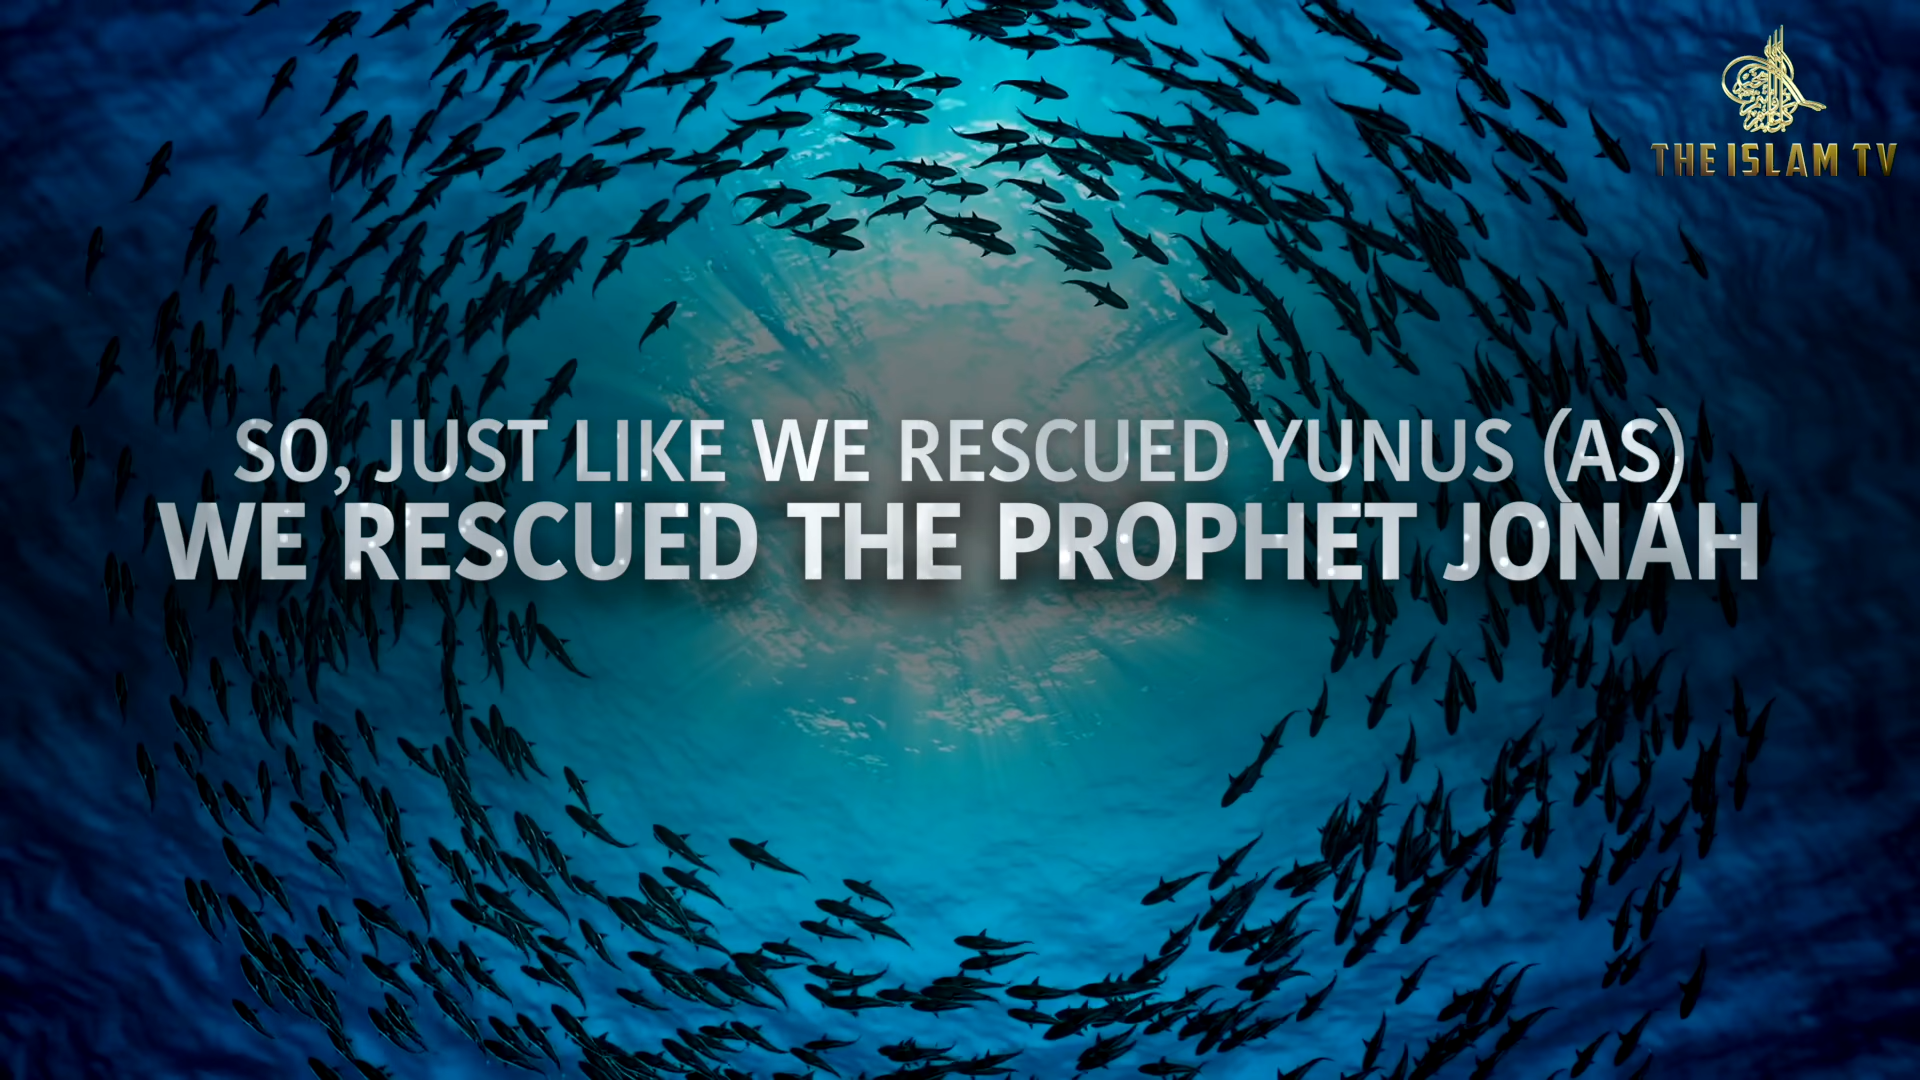 THE ISLAM TV
SO, JUST LIKE WE RESCUED YUNUS (AS)
WE RESCUED THE PROPHET JONAH